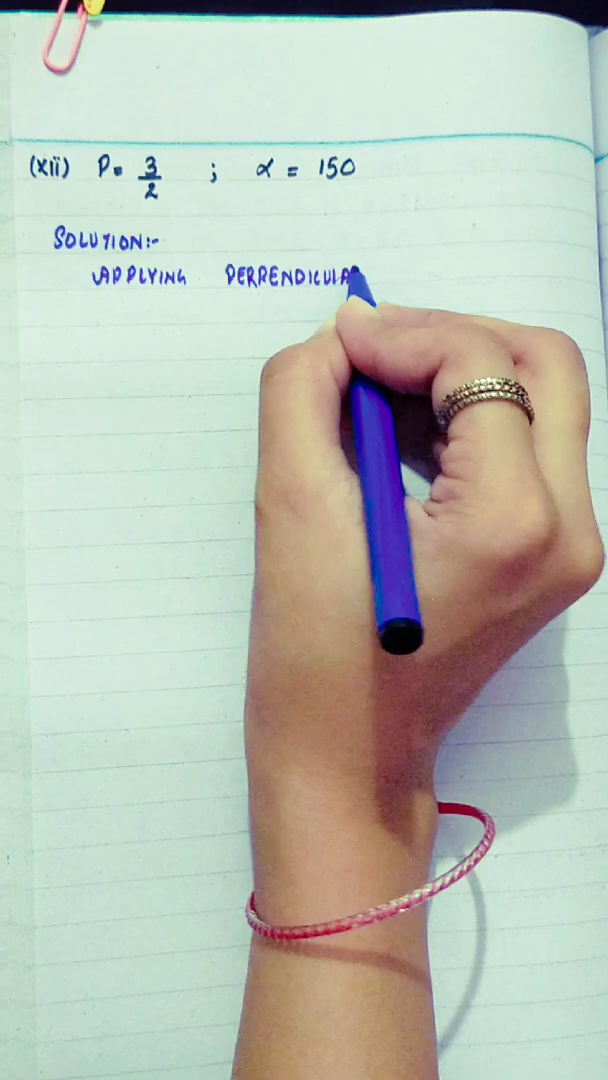 (xii) P = 3/2 ; α = 150
SOLUTION:-
APPLYING PERPENDICULA